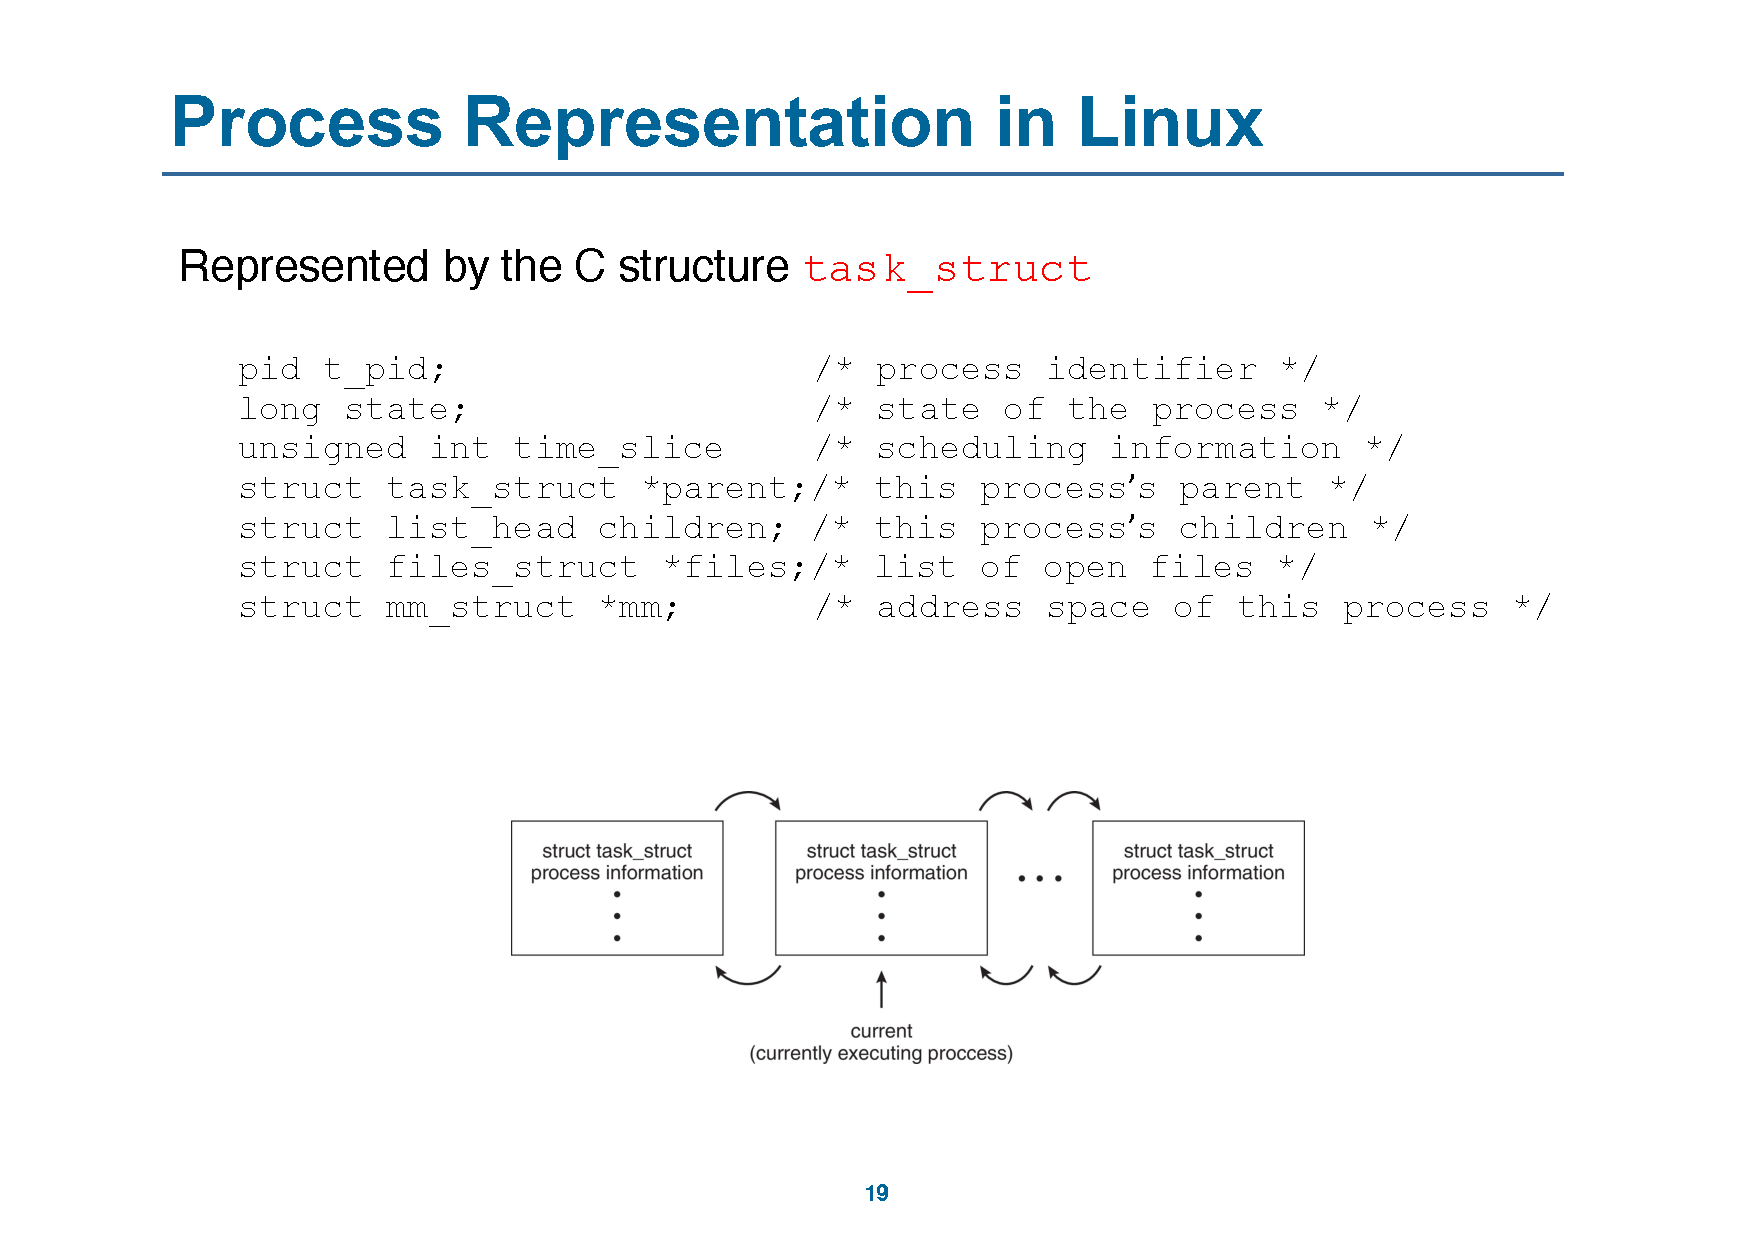 Process Representation in Linux
Represented by the C structure task_struct
pid t_pid; /* process identifier */
long state; /* state of the process */
unsigned int time_slice /* scheduling information */
struct task_struct *parent;/* this process’s parent */
struct list_head children; /* this process’s children */
struct files_struct *files;/* list of open files */
struct mm_struct *mm; /* address space of this process */
struct task_struct
process information
struct task_struct
process information
struct task_struct
process information
current
(currently executing proccess)
19